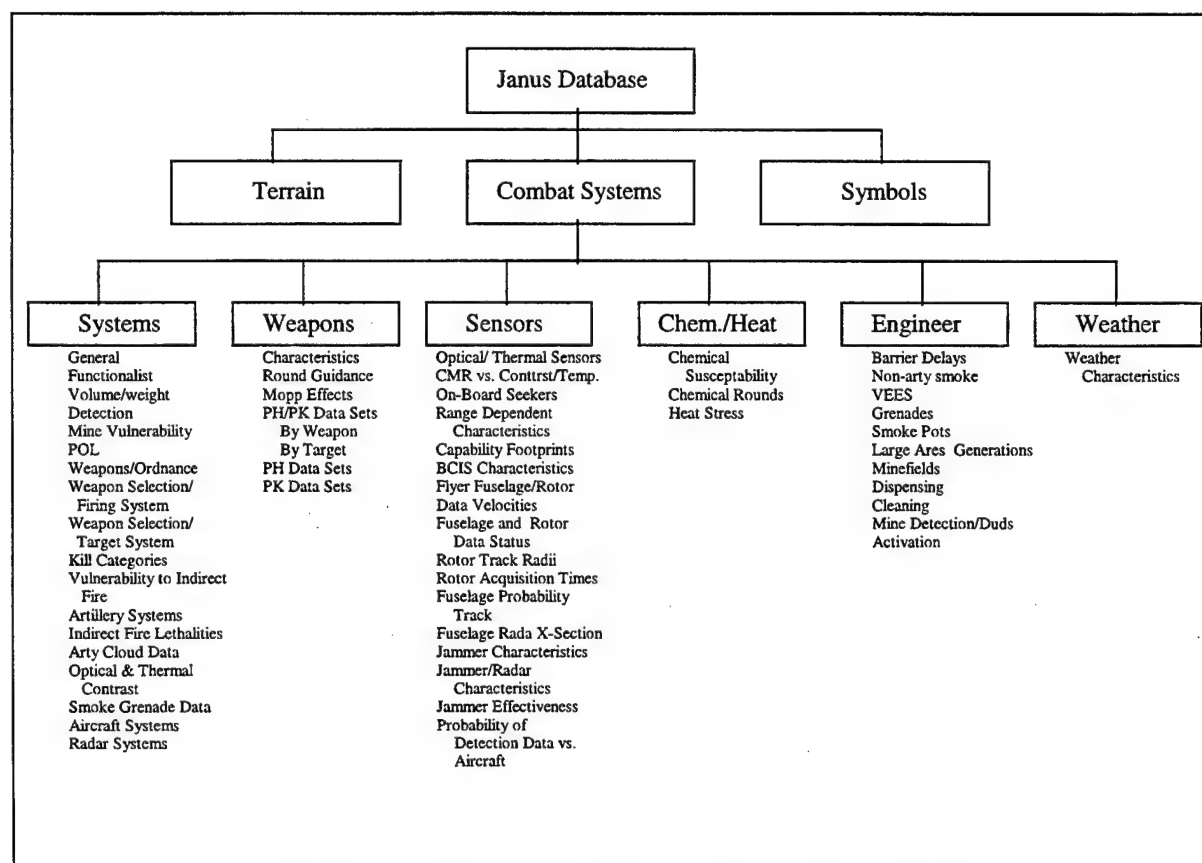 Janus Database
Terrain
Combat Systems
Symbols
Systems
General
Functionalist
Volume/weight
Detection
Mine Vulnerability
POL
Weapons/Ordnance
Weapon Selection/
Firing System
Weapon Selection/
Target System
Kill Categories
Vulnerability to Indirect
Fire
Artillery Systems
Indirect Fire Lethalities
Arty Cloud Data
Optical & Thermal
Contrast
Smoke Grenade Data
Aircraft Systems
Radar Systems
Weapons
Characteristics
Round Guidance
Mopp Effects
PH/PK Data Sets
By Weapon
By Target
PH Data Sets
PK Data Sets
Sensors
Optical/ Thermal Sensors
CMR vs. Conttrst/Temp.
On-Board Seekers
Range Dependent
Characteristics
Capability Footprints
BCIS Characteristics
Flyer Fuselage/Rotor
Data Velocities
Fuselage and Rotor
Data Status
Rotor Track Radii
Rotor Acquisition Times
Fuselage Probability
Track
Fuselage Rada X-Section
Jammer Characteristics
Jammer/Radar
Characteristics
Jammer Effectiveness
Probability of
Detection Data vs.
Aircraft
Chem./Heat
Chemical
Susceptability
Chemical Rounds
Heat Stress
Engineer
Barrier Delays
Non-arty smoke
VEES
Grenades
Smoke Pots
Large Ares Generations
Minefields
Dispensing
Cleaning
Mine Detection/Duds
Activation
Weather
Weather
Characteristics